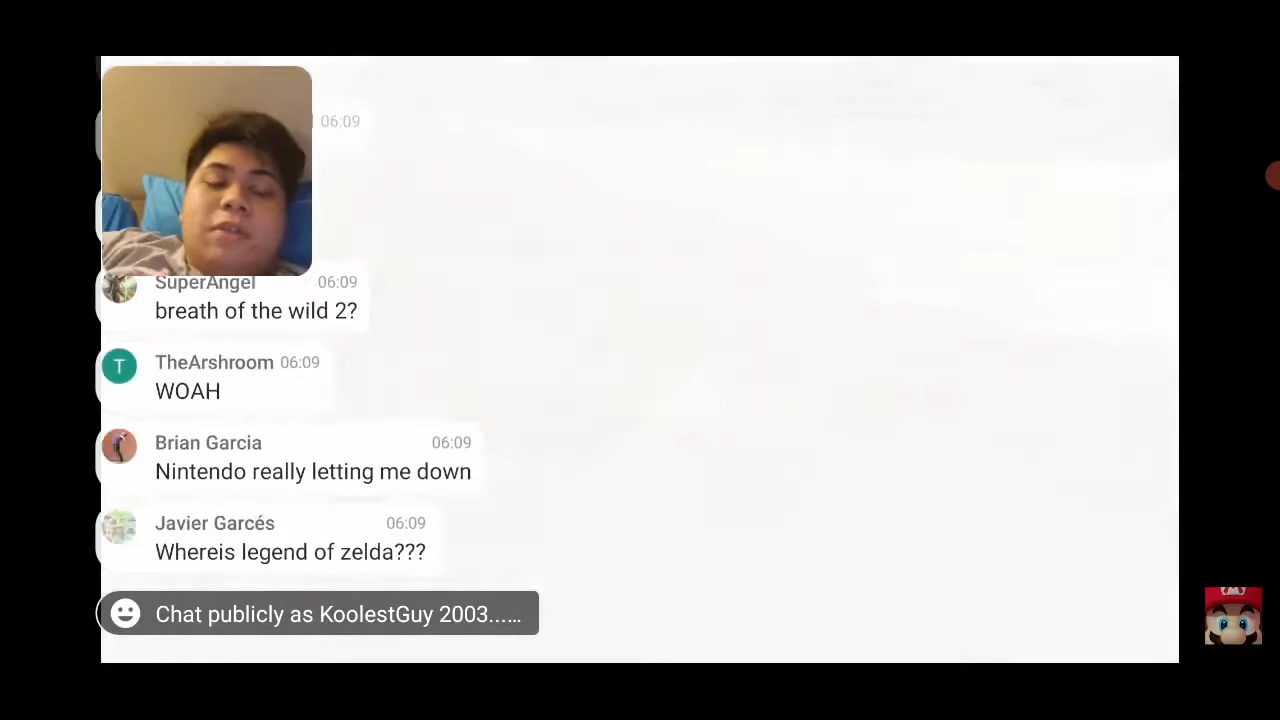 06:09
SuperAngel 06:09
breath of the wild 2?
T
TheArshroom 06:09
WOAH
Brian Garcia 06:09
Nintendo really letting me down
Javier Garcés 06:09
Whereis legend of zelda???
Chat publicly as KoolestGuy 2003......
M